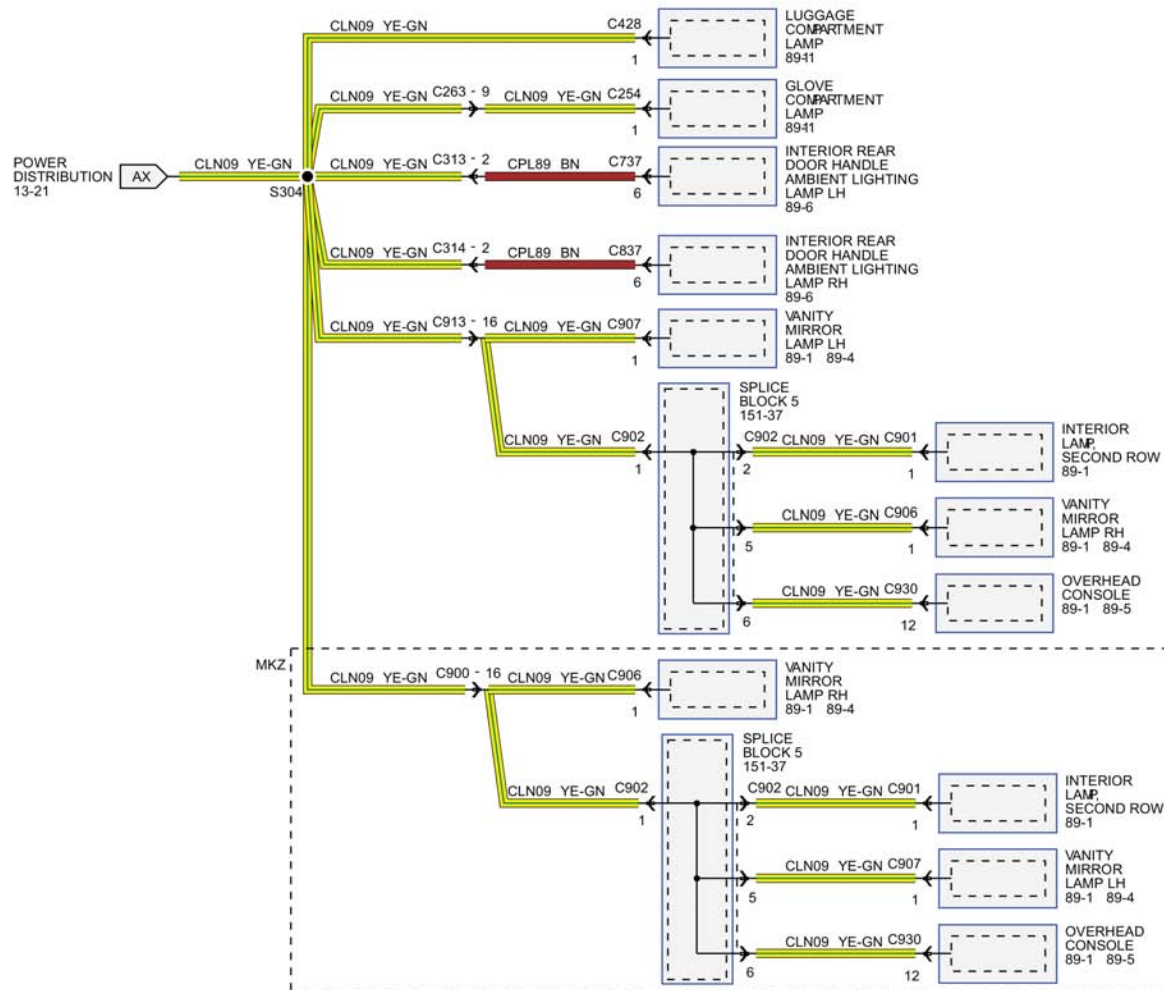 CLN09 YE-GN C428
1
LUGGAGE
COMPARTMENT
LAMP
89-11
CLN09 YE-GN C263 - 9 CLN09 YE-GN C254
1
GLOVE
COMPARTMENT
LAMP
89-11
POWER
DISTRIBUTION
13-21
AX
CLN09 YE-GN
S304
CLN09 YE-GN C313 - 2 CPL89 BN C737
6
INTERIOR REAR
DOOR HANDLE
AMBIENT LIGHTING
LAMP LH
89-6
CLN09 YE-GN C314 - 2 CPL89 BN C837
6
INTERIOR REAR
DOOR HANDLE
AMBIENT LIGHTING
LAMP RH
89-6
CLN09 YE-GN C913 - 16 CLN09 YE-GN C907
1
VANITY
MIRROR
LAMP LH
89-1 89-4
SPLICE
BLOCK 5
151-37
CLN09 YE-GN C902
1
C902 CLN09 YE-GN C901
2
1
INTERIOR
LAMP,
SECOND ROW
89-1
CLN09 YE-GN C906
5
1
VANITY
MIRROR
LAMP RH
89-1 89-4
CLN09 YE-GN C930
6
12
OVERHEAD
CONSOLE
89-1 89-5
MKZ
CLN09 YE-GN C900 - 16 CLN09 YE-GN C906
1
VANITY
MIRROR
LAMP RH
89-1 89-4
SPLICE
BLOCK 5
151-37
CLN09 YE-GN C902
1
C902 CLN09 YE-GN C901
2
1
INTERIOR
LAMP,
SECOND ROW
89-1
CLN09 YE-GN C907
5
1
VANITY
MIRROR
LAMP LH
89-1 89-4
CLN09 YE-GN C930
6
12
OVERHEAD
CONSOLE
89-1 89-5